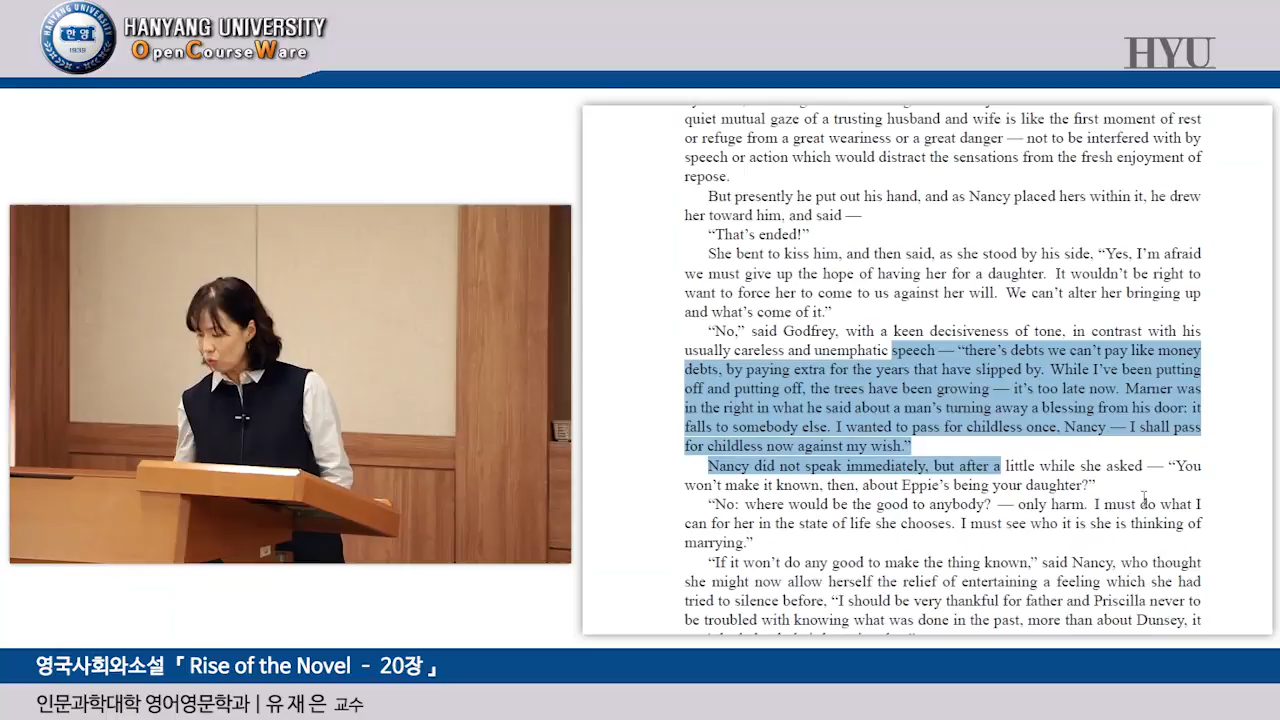 HANYANG UNIVERSITY
OpenCourseWare
한영
1939
HYU
quiet mutual gaze of a trusting husband and wife is like the first moment of rest
or refuge from a great weariness or a great danger — not to be interfered with by
speech or action which would distract the sensations from the fresh enjoyment of
repose.
But presently he put out his hand, and as Nancy placed hers within it, he drew
her toward him, and said —
“That’s ended!”
She bent to kiss him, and then said, as she stood by his side, “Yes, I’m afraid
we must give up the hope of having her for a daughter. It wouldn’t be right to
want to force her to come to us against her will. We can’t alter her bringing up
and what’s come of it.”
“No,” said Godfrey, with a keen decisiveness of tone, in contrast with his
usually careless and unemphatic speech — “there’s debts we can’t pay like money
debts, by paying extra for the years that have slipped by. While I’ve been putting
off and putting off, the trees have been growing — it’s too late now. Marner was
in the right in what he said about a man’s turning away a blessing from his door: it
falls to somebody else. I wanted to pass for childless once, Nancy — I shall pass
for childless now against my wish.”
Nancy did not speak immediately, but after a little while she asked — “You
won’t make it known, then, about Eppie’s being your daughter?”
“No: where would be the good to anybody? — only harm. I must do what I
can for her in the state of life she chooses. I must see who it is she is thinking of
marrying.”
“If it won’t do any good to make the thing known,” said Nancy, who thought
she might now allow herself the relief of entertaining a feeling which she had
tried to silence before, “I should be very thankful for father and Priscilla never to
be troubled with knowing what was done in the past, more than about Dunsey, it
영국사회와소설 「 Rise of the Novel - 20장 」
인문과학대학 영어영문학과 | 유 재 은 교수